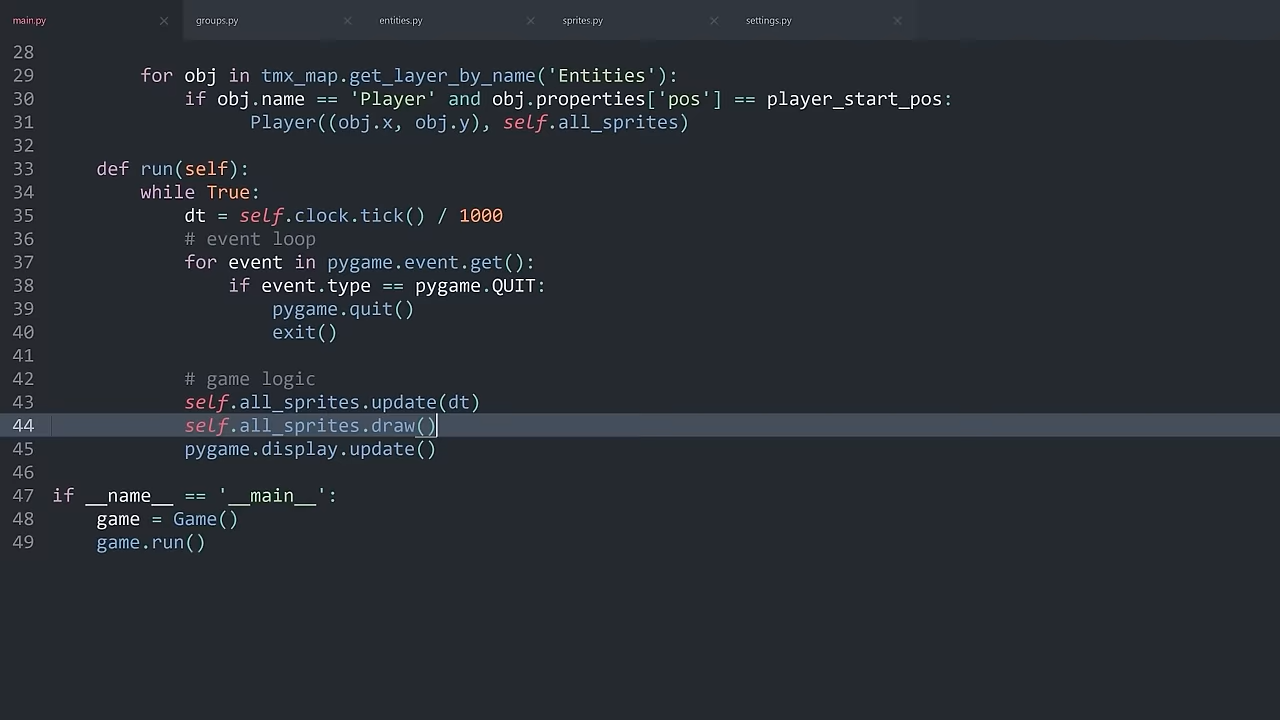 main.py groups.py entities.py sprites.py settings.py
28
29 for obj in tmx_map.get_layer_by_name('Entities'):
30 if obj.name == 'Player' and obj.properties['pos'] == player_start_pos:
31 Player((obj.x, obj.y), self.all_sprites)
32
33 def run(self):
34 while True:
35 dt = self.clock.tick() / 1000
36 # event loop
37 for event in pygame.event.get():
38 if event.type == pygame.QUIT:
39 pygame.quit()
40 exit()
41
42 # game logic
43 self.all_sprites.update(dt)
44 self.all_sprites.draw()
45 pygame.display.update()
46
47 if __name__ == '__main__':
48 game = Game()
49 game.run()